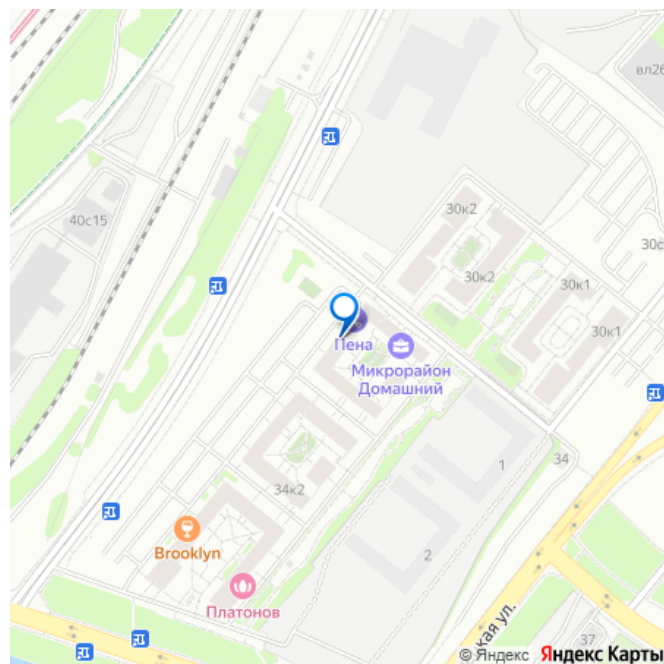 вл26
40с15
30к2
30с
30к2
30к1
30к1
Пена
Микрорайон
Домашний
34
1
34к2
2
Brooklyn
Платонов
кая ул.
37
© Яндекс Яндекс Карты